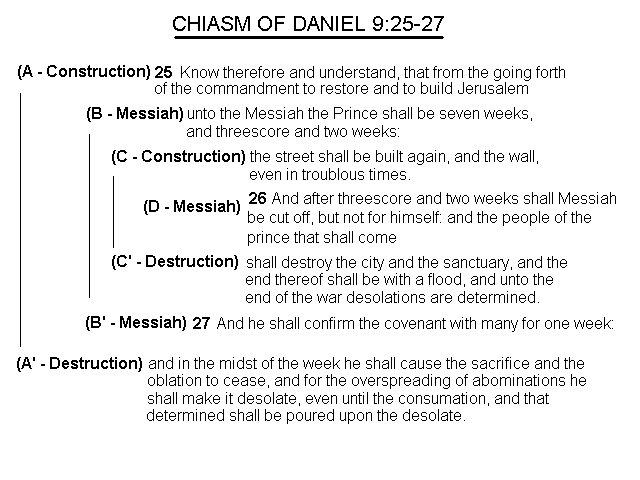 CHIASM OF DANIEL 9:25-27
(A - Construction) 25 Know therefore and understand, that from the going forth
of the commandment to restore and to build Jerusalem
(B - Messiah) unto the Messiah the Prince shall be seven weeks,
and threescore and two weeks:
(C - Construction) the street shall be built again, and the wall,
even in troublous times.
(D - Messiah) 26 And after threescore and two weeks shall Messiah
be cut off, but not for himself: and the people of the
prince that shall come
(C' - Destruction) shall destroy the city and the sanctuary, and the
end thereof shall be with a flood, and unto the
end of the war desolations are determined.
(B' - Messiah) 27 And he shall confirm the covenant with many for one week:
(A' - Destruction) and in the midst of the week he shall cause the sacrifice and the
oblation to cease, and for the overspreading of abominations he
shall make it desolate, even until the consumation, and that
determined shall be poured upon the desolate.